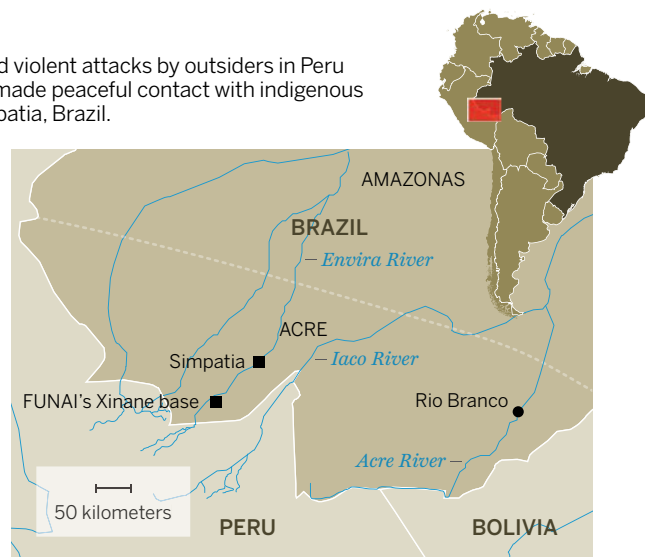 d violent attacks by outsiders in Peru
made peaceful contact with indigenous
patia, Brazil.
AMAZONAS
BRAZIL
Envira River
ACRE
Simpatia
Iaco River
FUNAI's Xinane base
Rio Branco
Acre River
50 kilometers
PERU
BOLIVIA